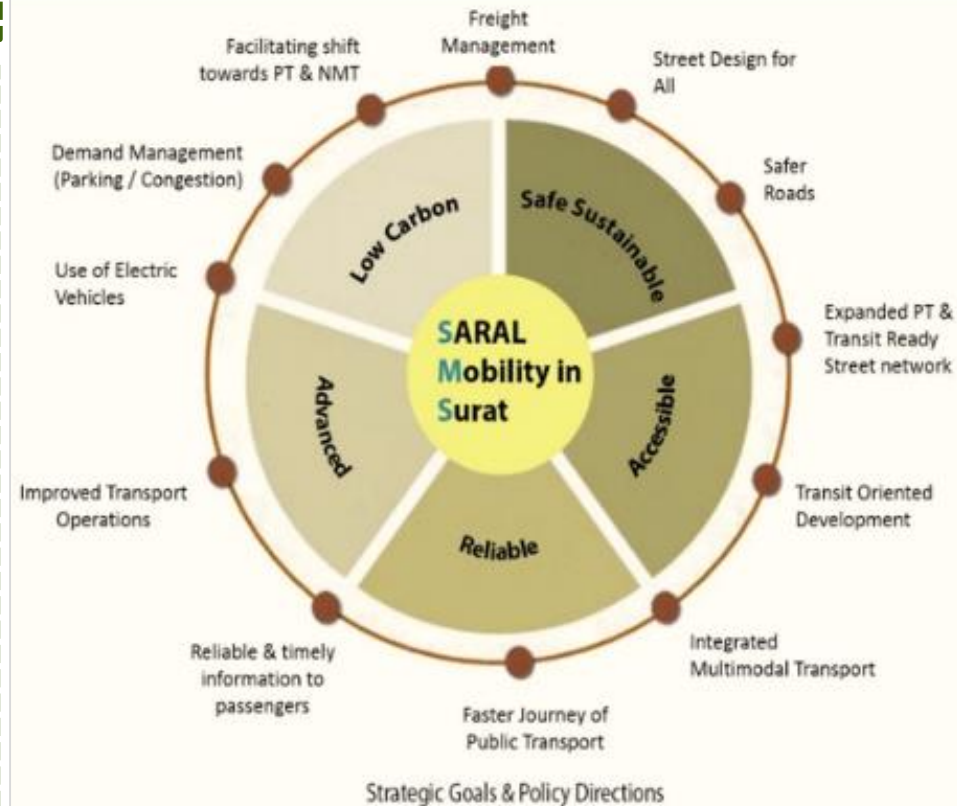 Freight
Management
Street Design for
All
Safer
Roads
Expanded PT &
Transit Ready
Street network
Transit Oriented
Development
Integrated
Multimodal Transport
Faster Journey of
Public Transport
Reliable & timely
information to
passengers
Improved Transport
Operations
Use of Electric
Vehicles
Demand Management
(Parking / Congestion)
Facilitating shift
towards PT & NMT
Low Carbon
Safe Sustainable
Accessible
Reliable
Advanced
SARAL
Mobility in
Surat
Strategic Goals & Policy Directions